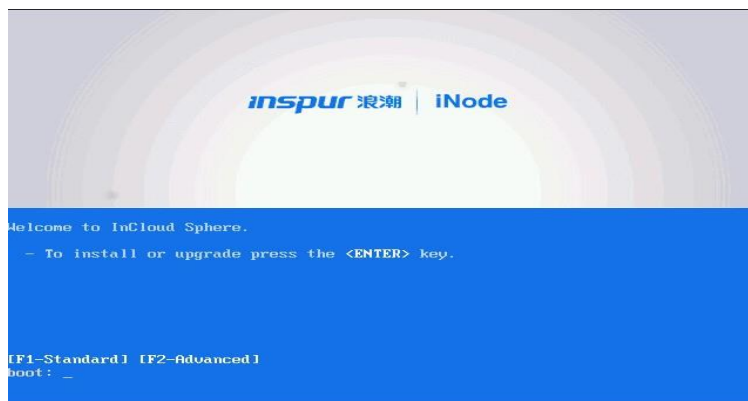 inspur 浪潮 | iNode
Welcome to InCloud Sphere.
- To install or upgrade press the <ENTER> key.
[F1-Standard] [F2-Advanced]
boot: _